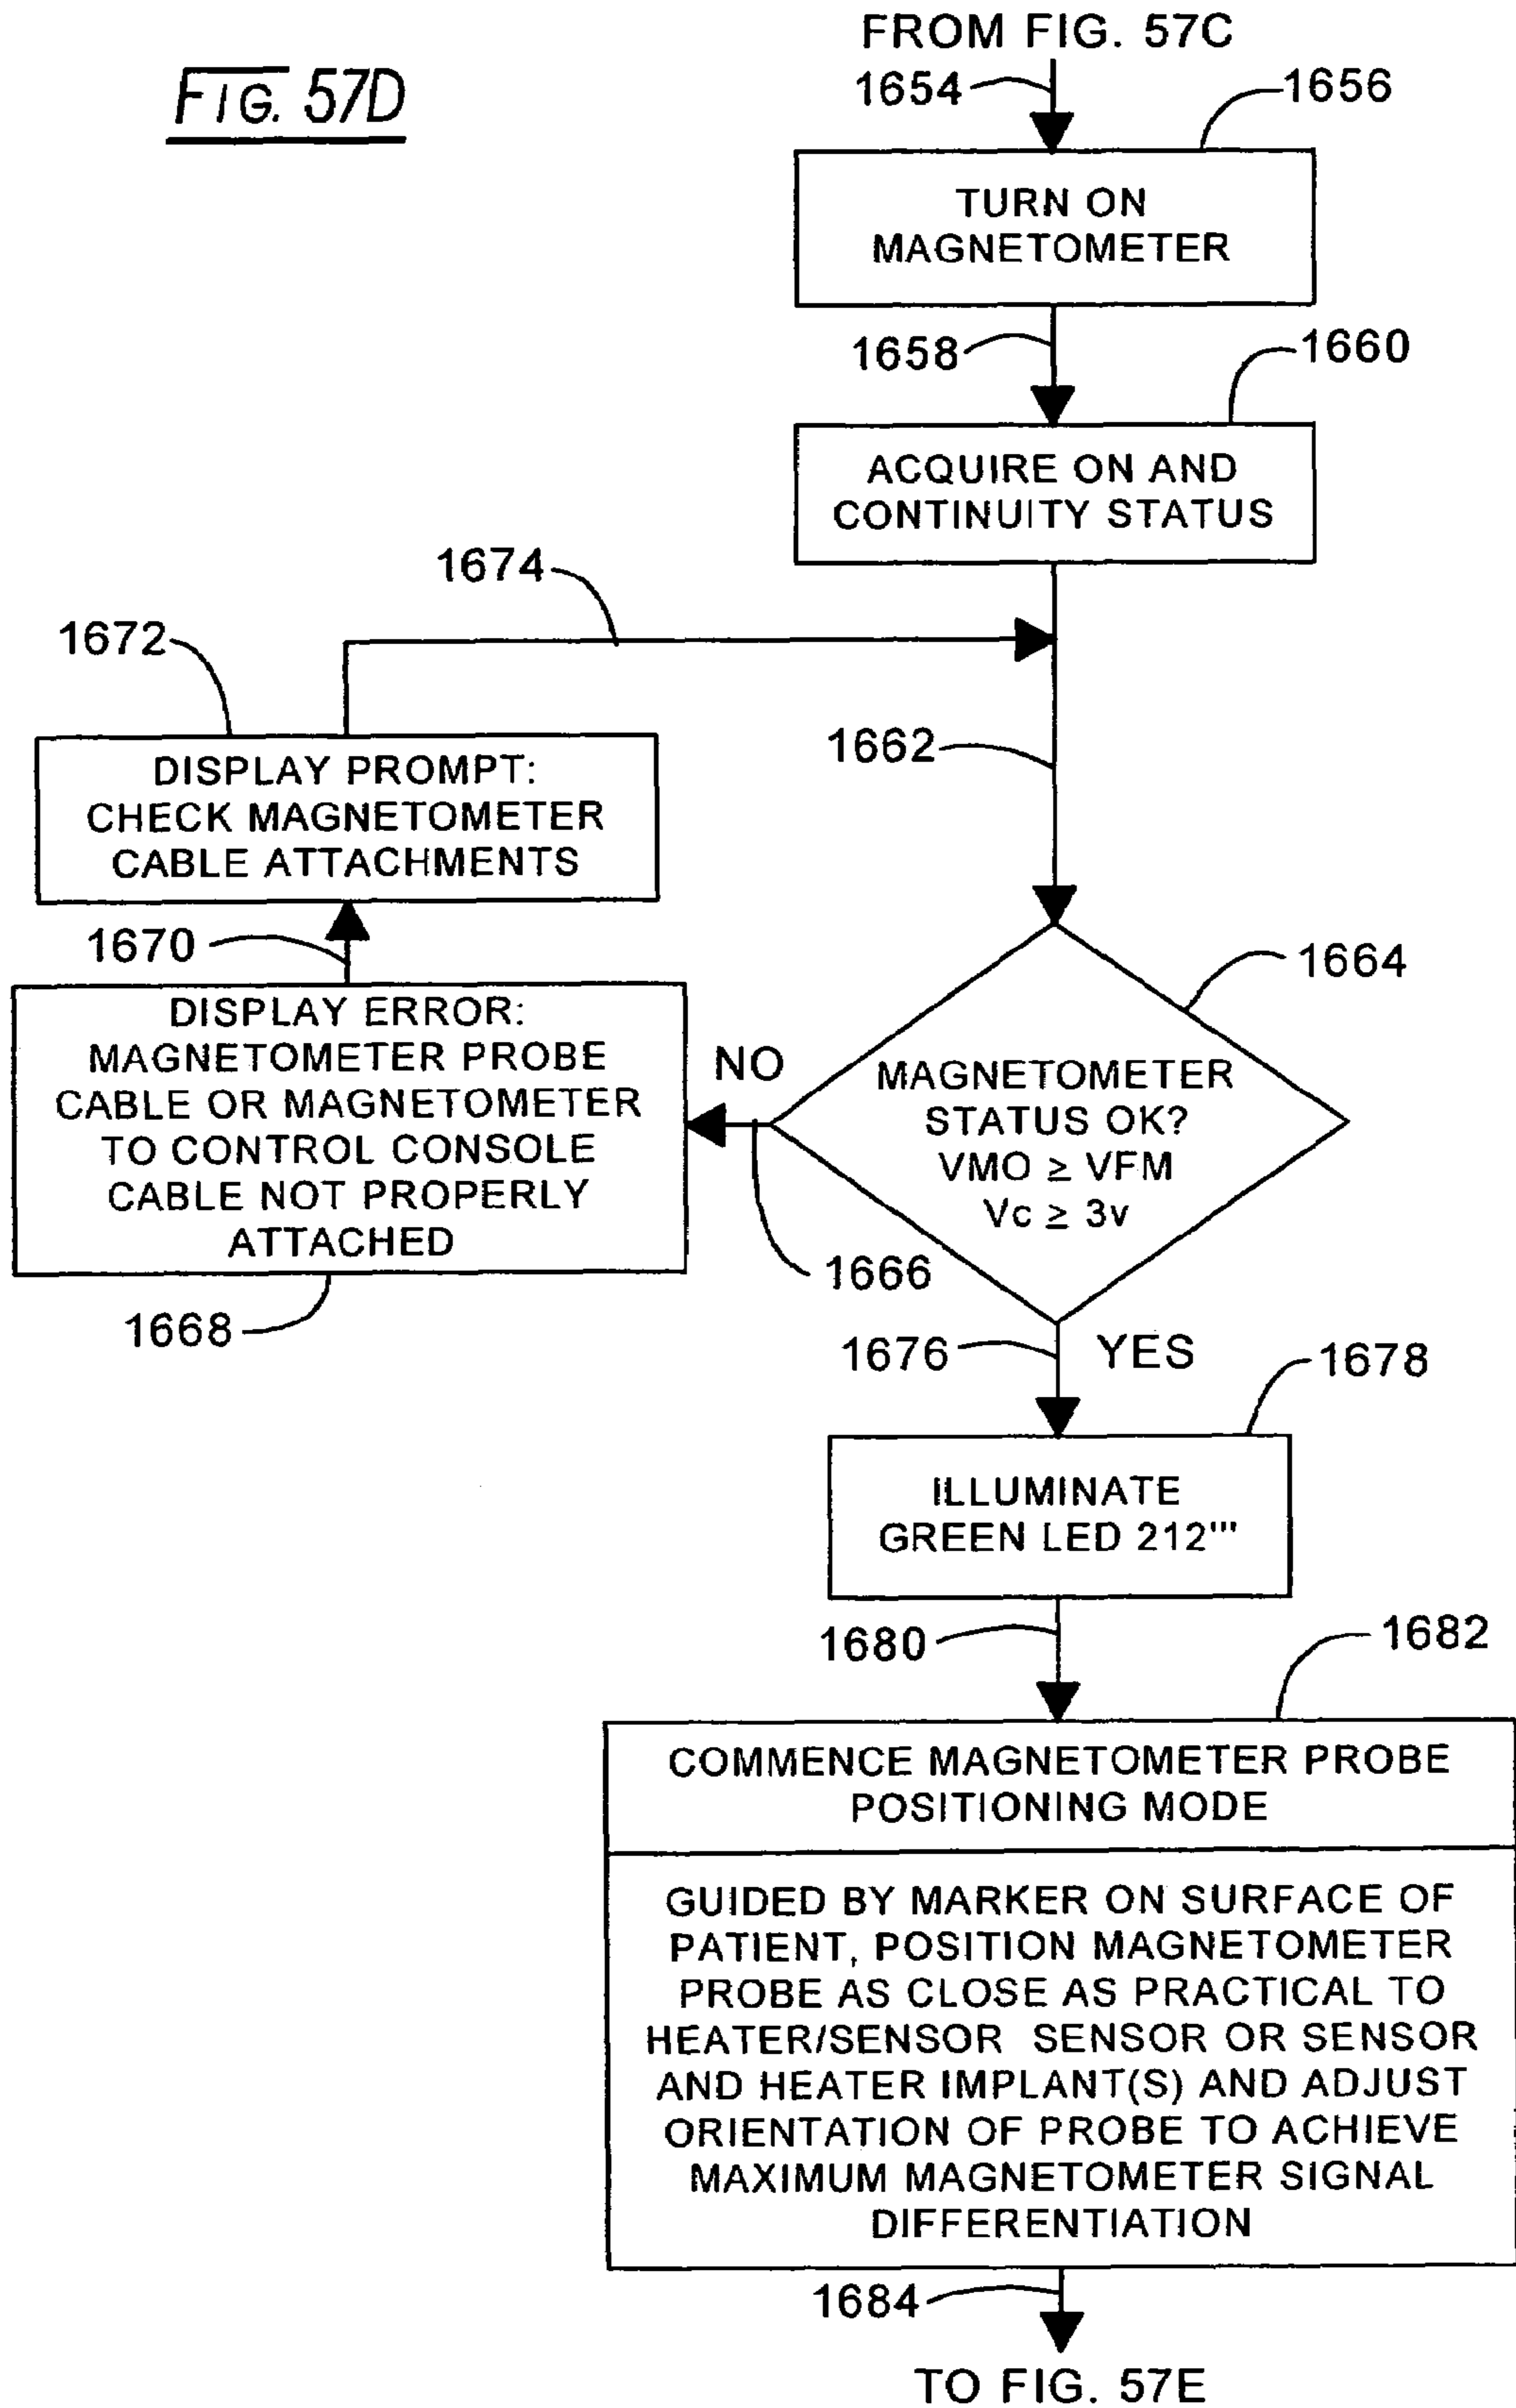 FROM FIG. 57C
FIG. 57D
1654
1656
TURN ON
MAGNETOMETER
1658
1660
ACQUIRE ON AND
CONTINUITY STATUS
1674
1672
1662
DISPLAY PROMPT:
CHECK MAGNETOMETER
CABLE ATTACHMENTS
1670
1664
DISPLAY ERROR:
MAGNETOMETER PROBE
CABLE OR MAGNETOMETER
TO CONTROL CONSOLE
CABLE NOT PROPERLY
ATTACHED
NO
MAGNETOMETER
STATUS OK?
VMO ≥ VFM
Vc ≥ 3v
1666
1668
1676
YES
1678
ILLUMINATE
GREEN LED 212'''
1680
1682
COMMENCE MAGNETOMETER PROBE
POSITIONING MODE
GUIDED BY MARKER ON SURFACE OF
PATIENT, POSITION MAGNETOMETER
PROBE AS CLOSE AS PRACTICAL TO
HEATER/SENSOR SENSOR OR SENSOR
AND HEATER IMPLANT(S) AND ADJUST
ORIENTATION OF PROBE TO ACHIEVE
MAXIMUM MAGNETOMETER SIGNAL
DIFFERENTIATION
1684
TO FIG. 57E